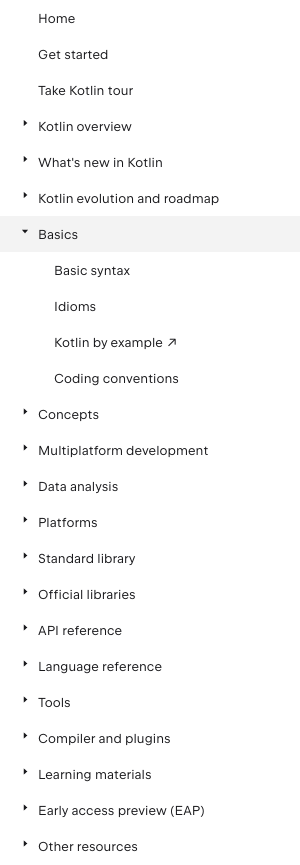 Home
Get started
Take Kotlin tour
Kotlin overview
What's new in Kotlin
Kotlin evolution and roadmap
Basics
Basic syntax
Idioms
Kotlin by example ↗
Coding conventions
Concepts
Multiplatform development
Data analysis
Platforms
Standard library
Official libraries
API reference
Language reference
Tools
Compiler and plugins
Learning materials
Early access preview (EAP)
Other resources